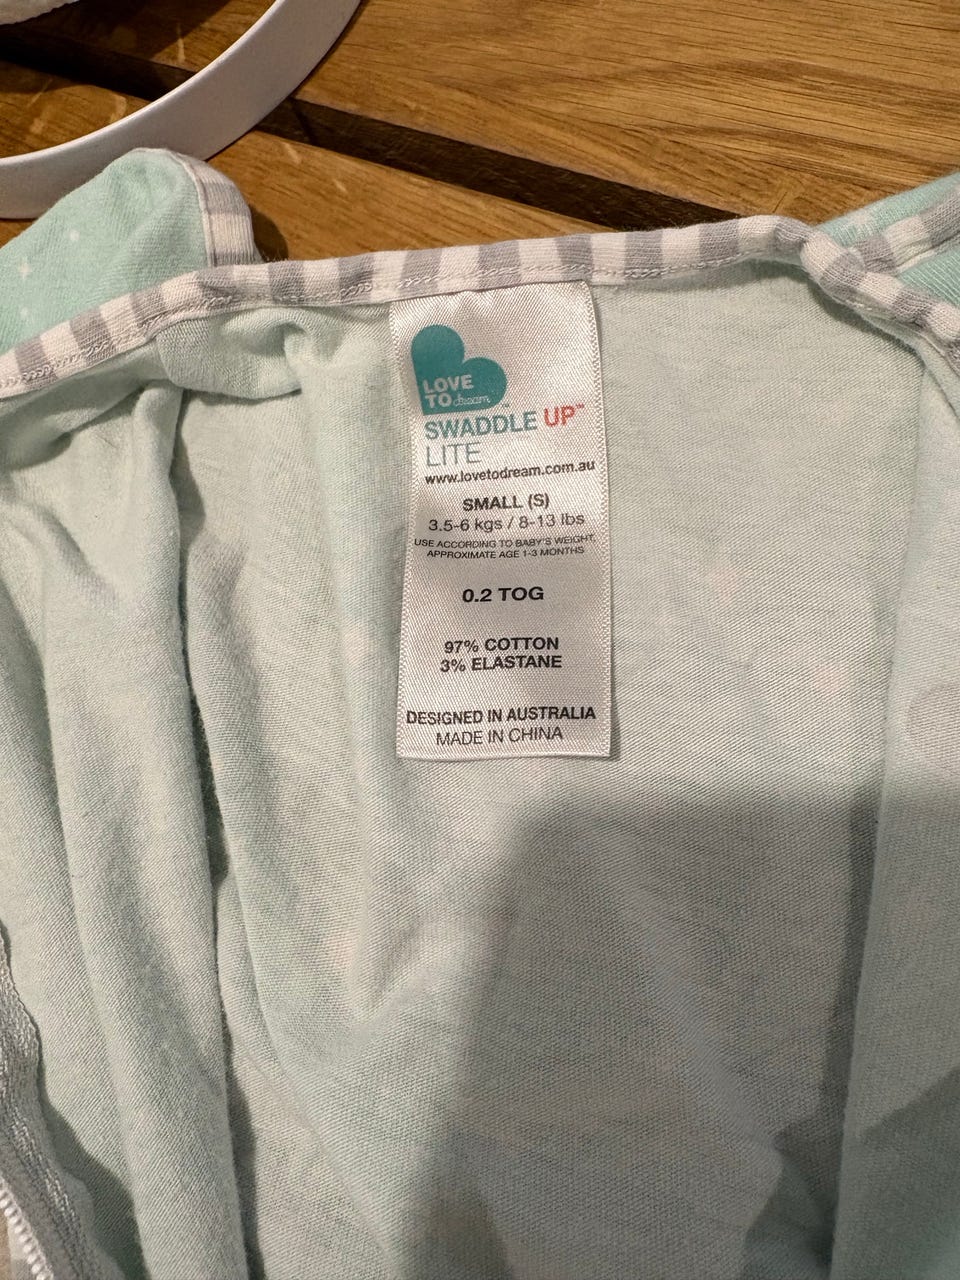 LOVE
TO dream
SWADDLE UP™
LITE
www.lovetodream.com.au
SMALL (S)
3.5-6 kgs / 8-13 lbs
USE ACCORDING TO BABY'S WEIGHT,
APPROXIMATE AGE 1-3 MONTHS
0.2 TOG
97% COTTON
3% ELASTANE
DESIGNED IN AUSTRALIA
MADE IN CHINA